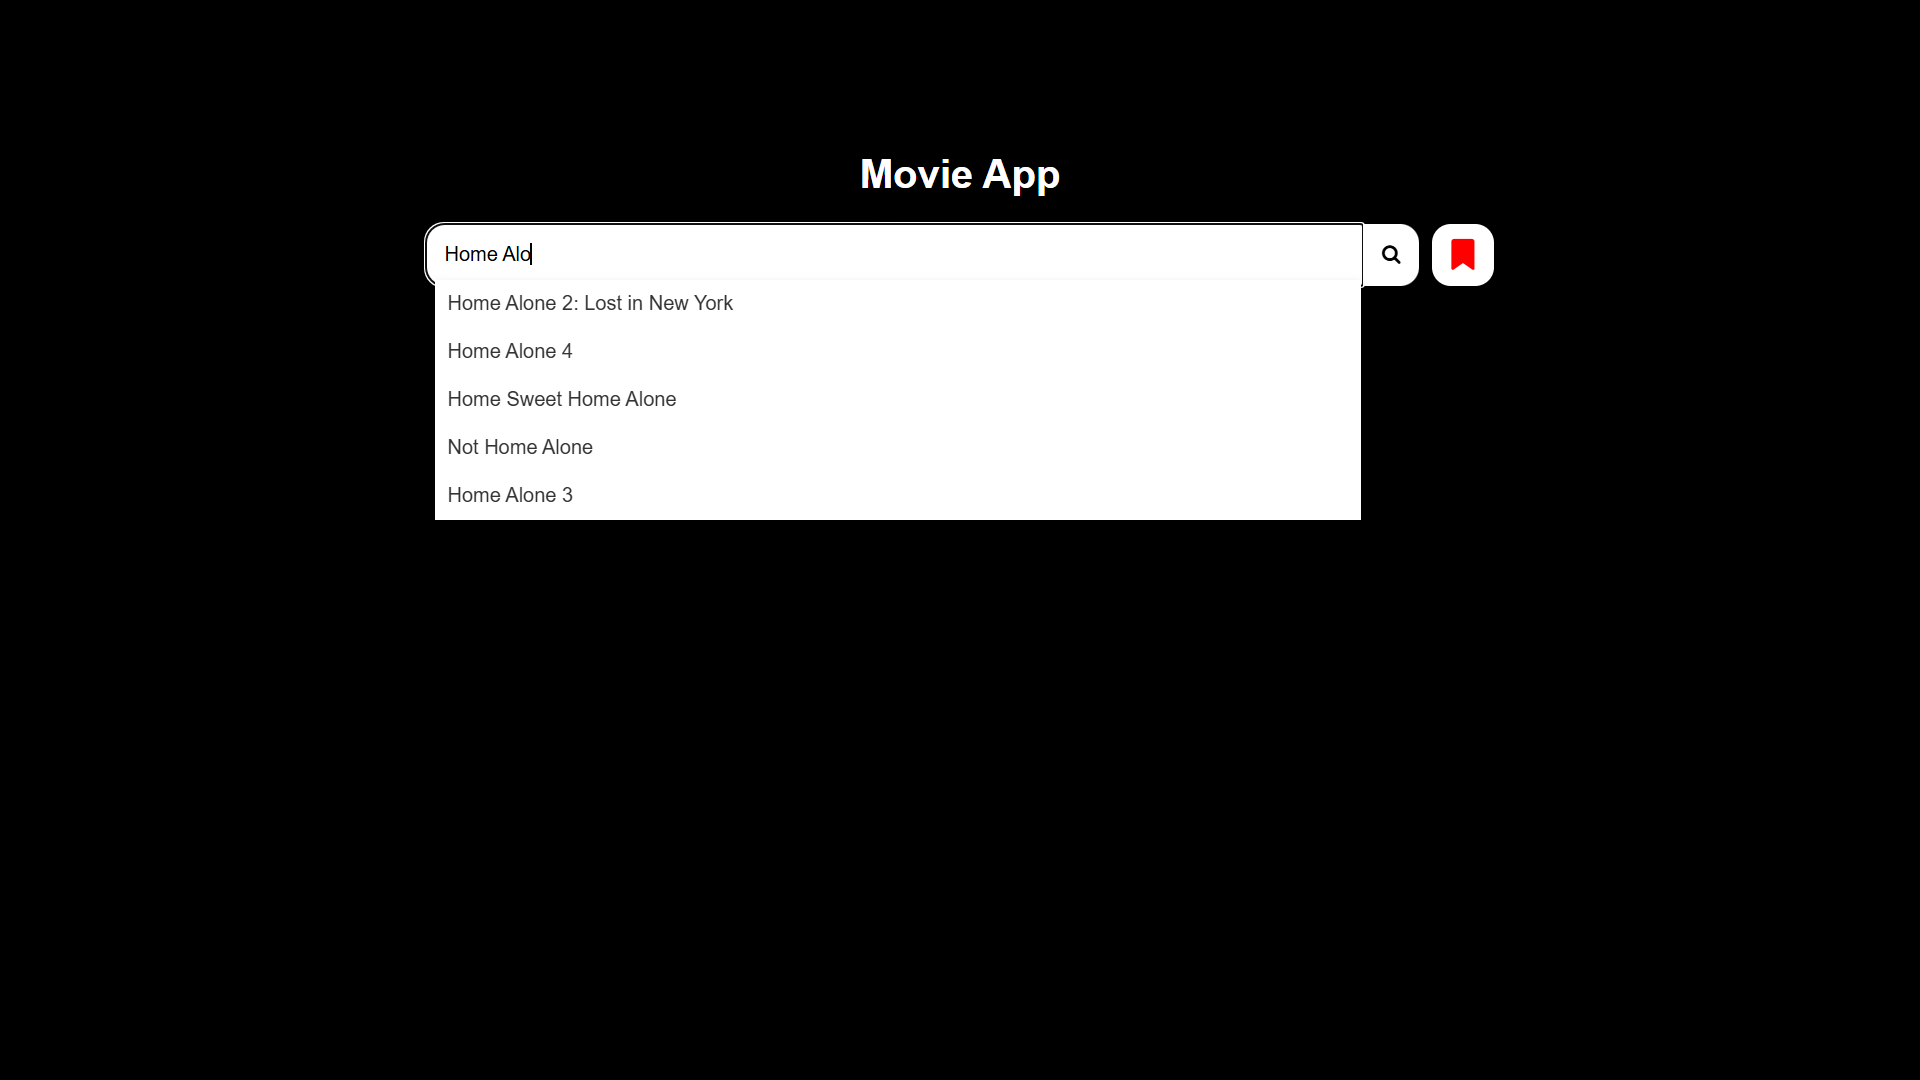 Movie App
Home Alo
Home Alone 2: Lost in New York
Home Alone 4
Home Sweet Home Alone
Not Home Alone
Home Alone 3